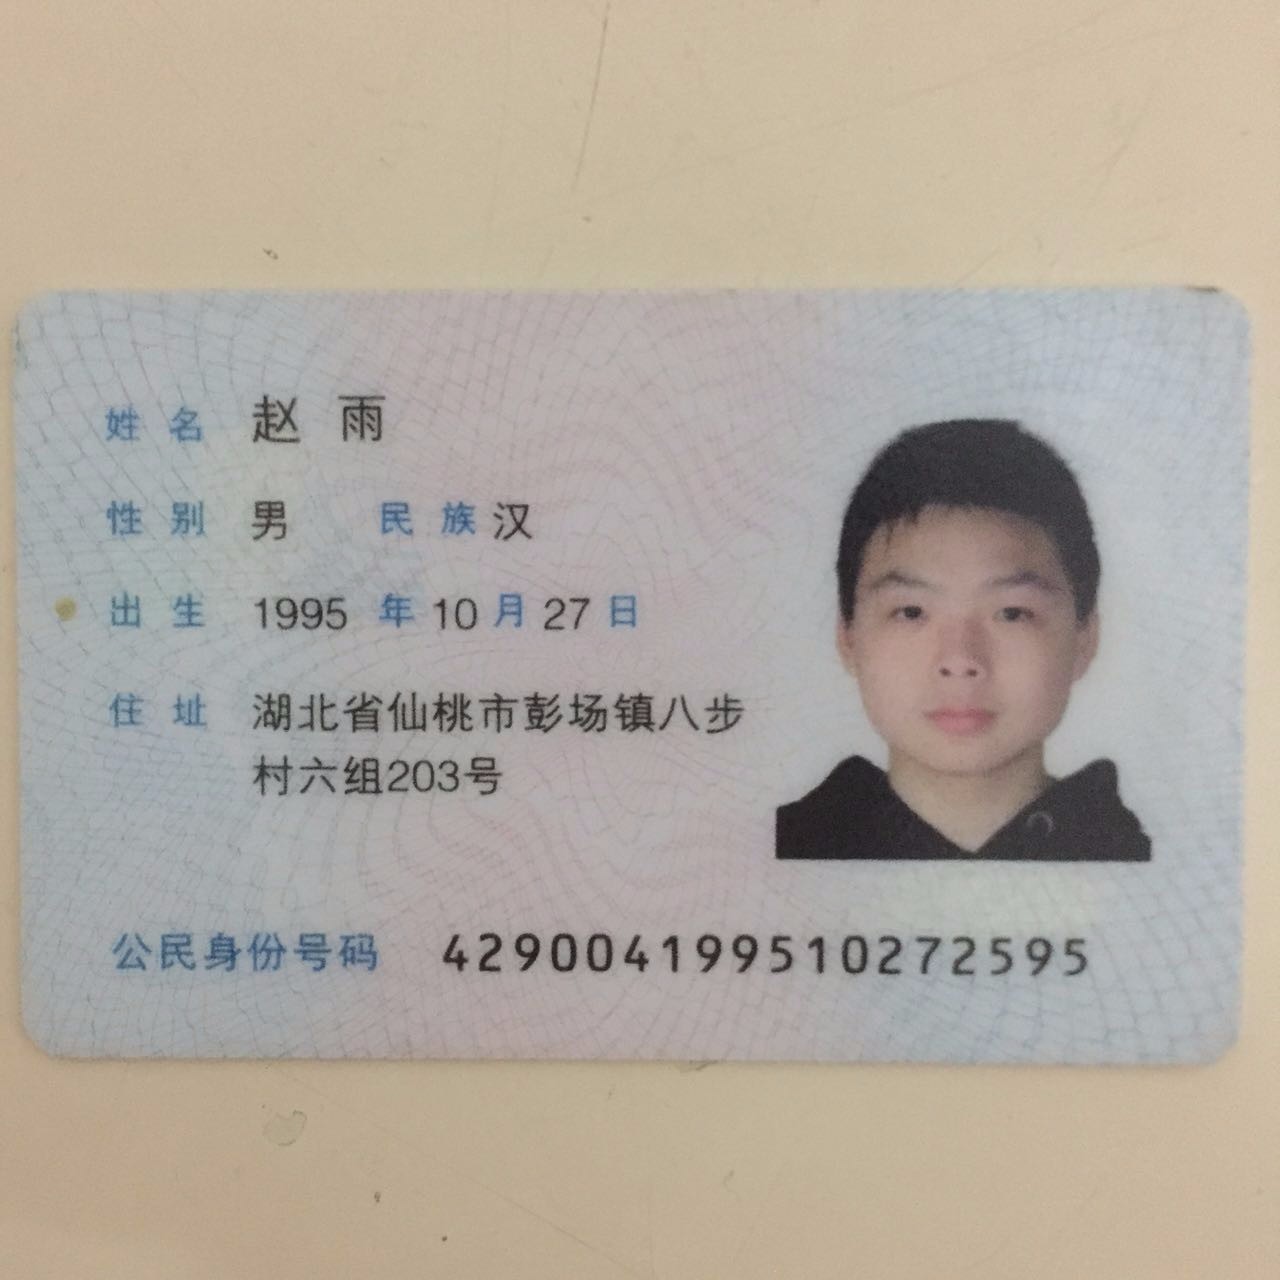 姓名 赵雨
性别 男 民族 汉
出生 1995 年 10 月 27 日
住址 湖北省仙桃市彭场镇八步
村六组203号
公民身份号码 429004199510272595